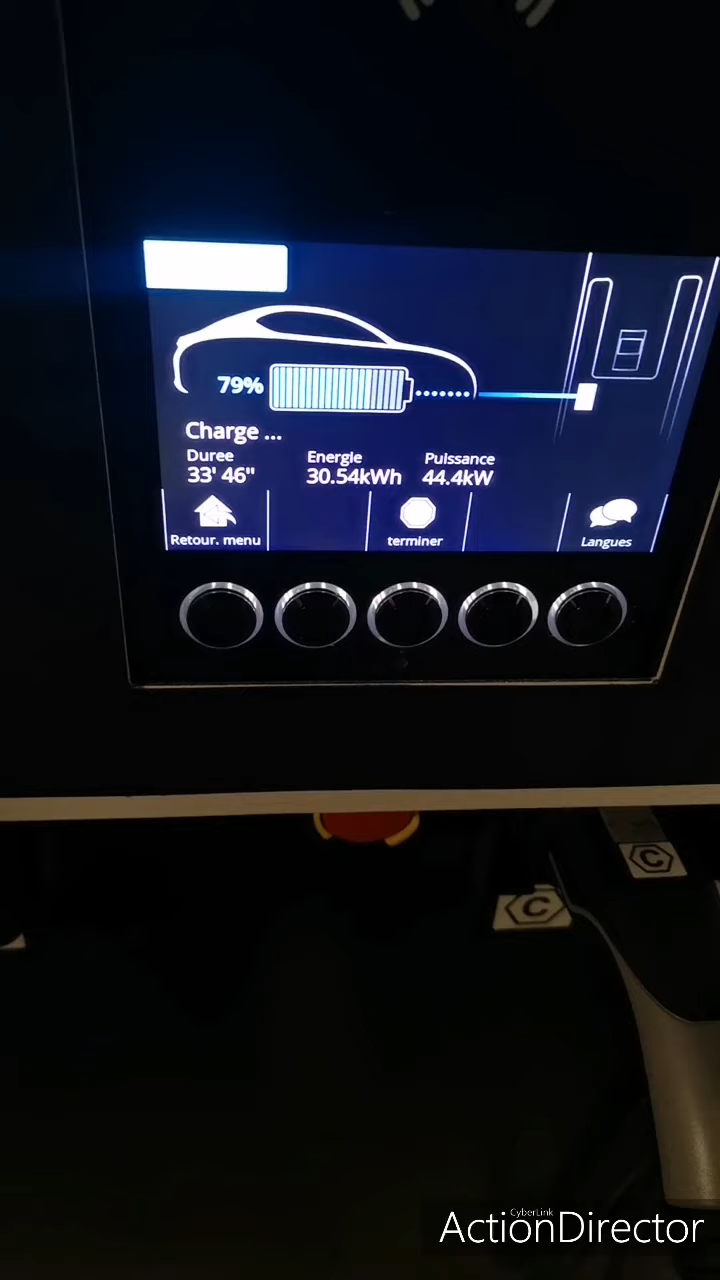 79%
Charge ...
Duree Energie Puissance
33' 46" 30.54kWh 44.4kW
Retour. menu terminer Langues
C
C
CyberLink
ActionDirector